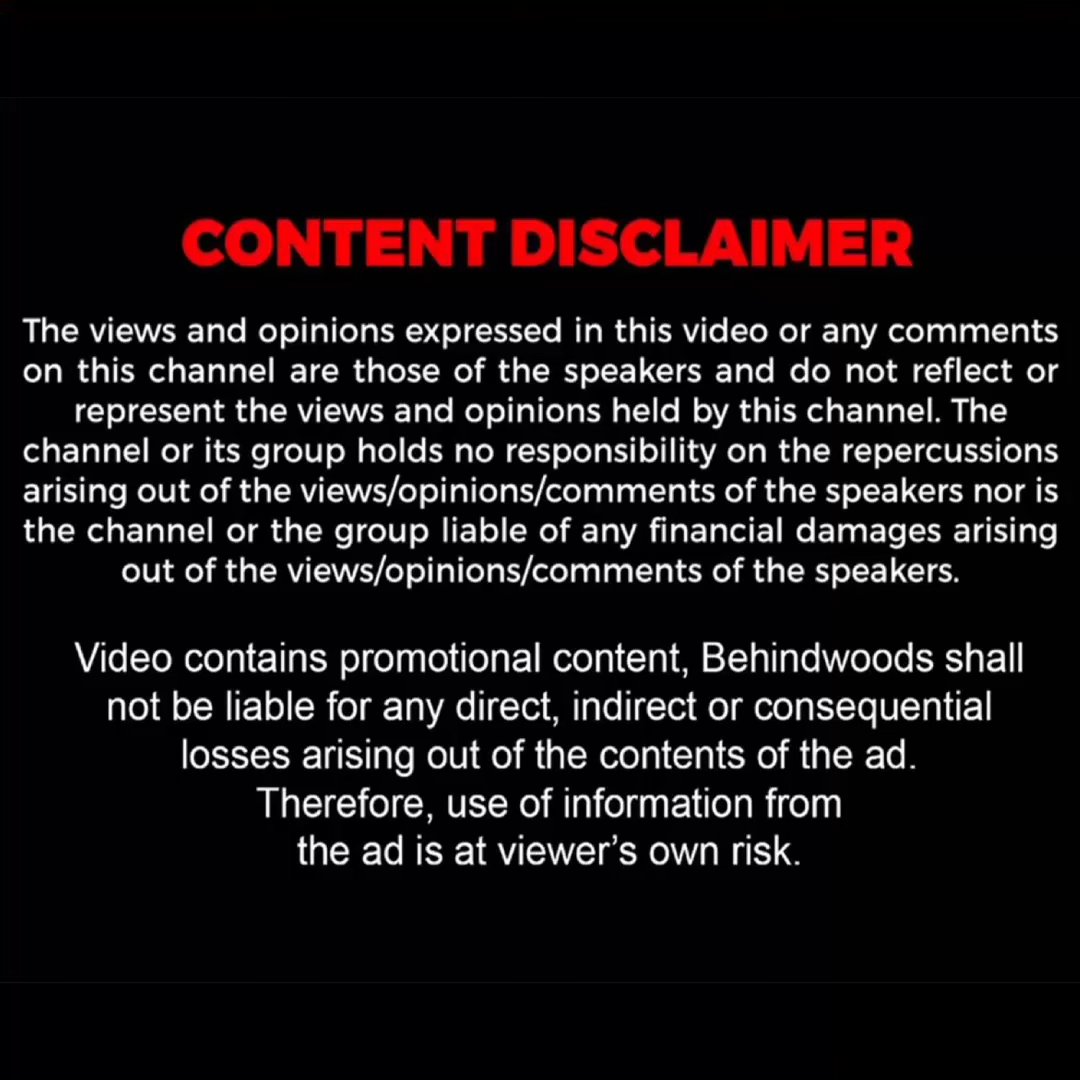 CONTENT DISCLAIMER
The views and opinions expressed in this video or any comments
on this channel are those of the speakers and do not reflect or
represent the views and opinions held by this channel. The
channel or its group holds no responsibility on the repercussions
arising out of the views/opinions/comments of the speakers nor is
the channel or the group liable of any financial damages arising
out of the views/opinions/comments of the speakers.
Video contains promotional content, Behindwoods shall
not be liable for any direct, indirect or consequential
losses arising out of the contents of the ad.
Therefore, use of information from
the ad is at viewer’s own risk.